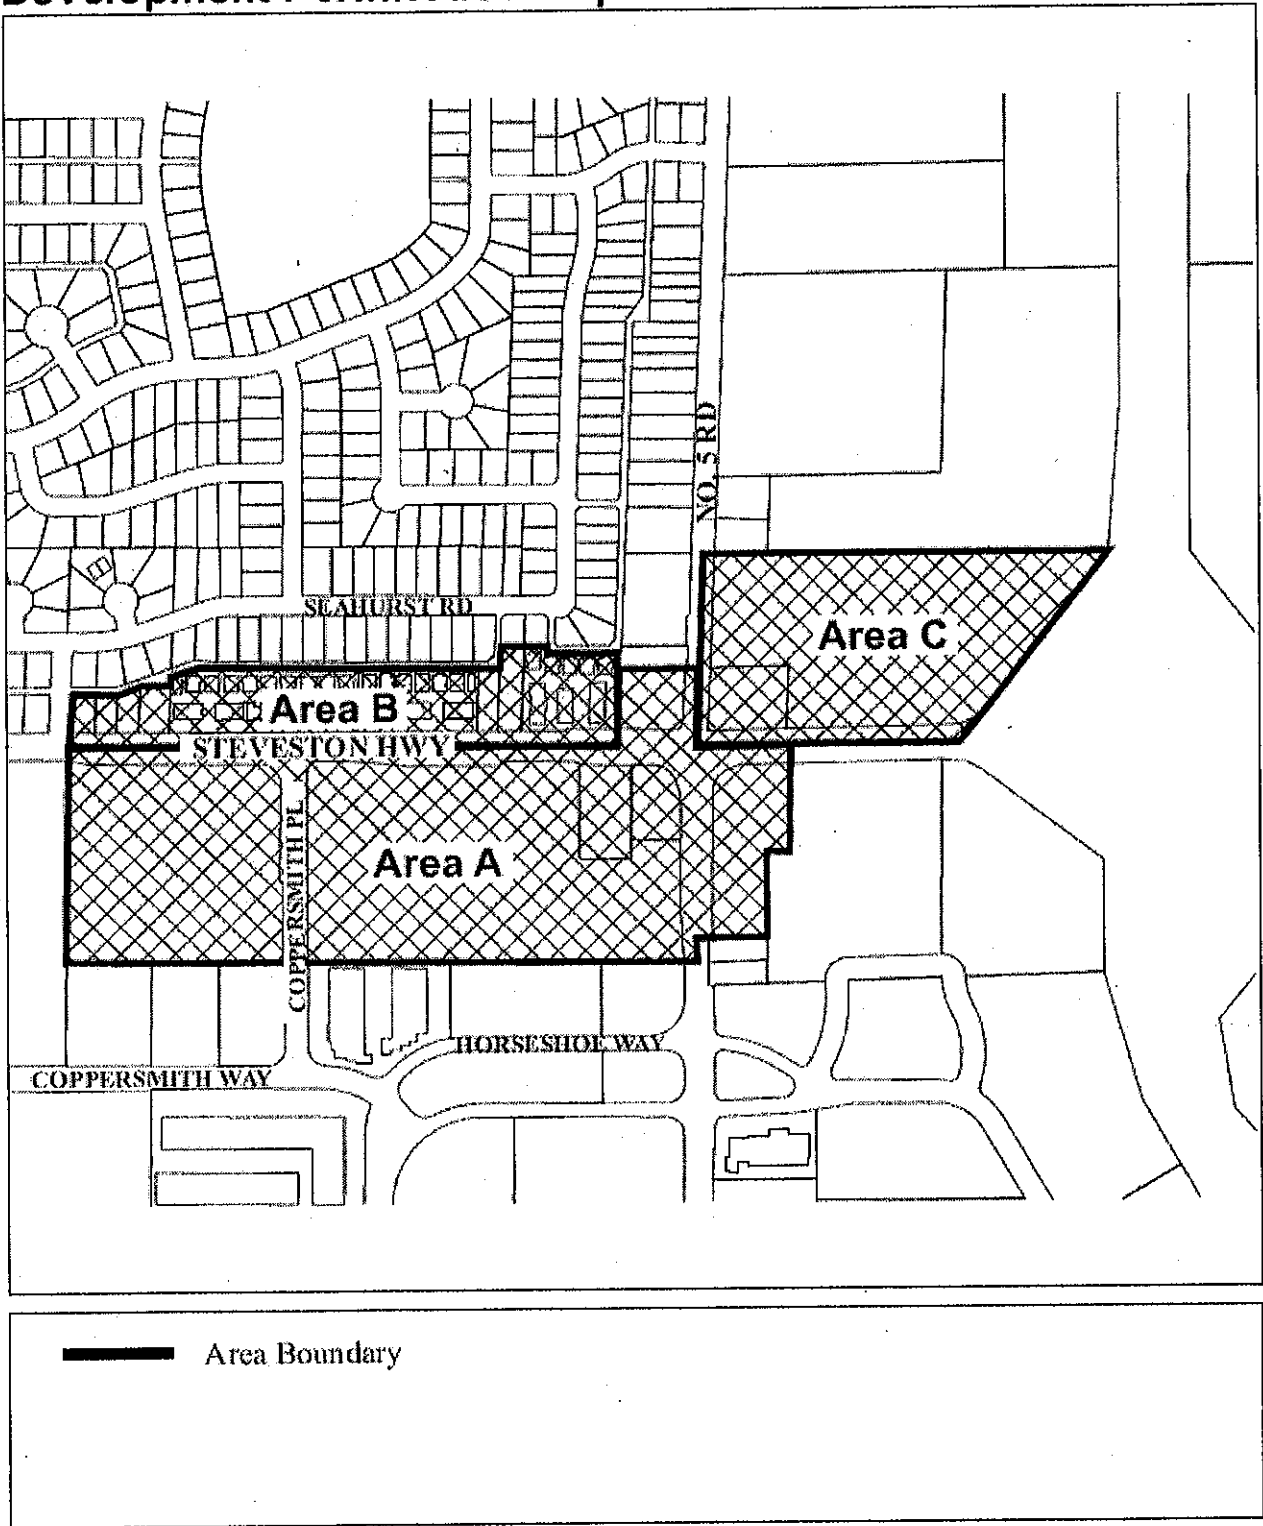 NO. 5 RD
SEAHURST RD
Area C
Area B
STEVESTON HWY
COPPERSMITH PL
Area A
HORSESHOE WAY
COPPERSMITH WAY
Area Boundary